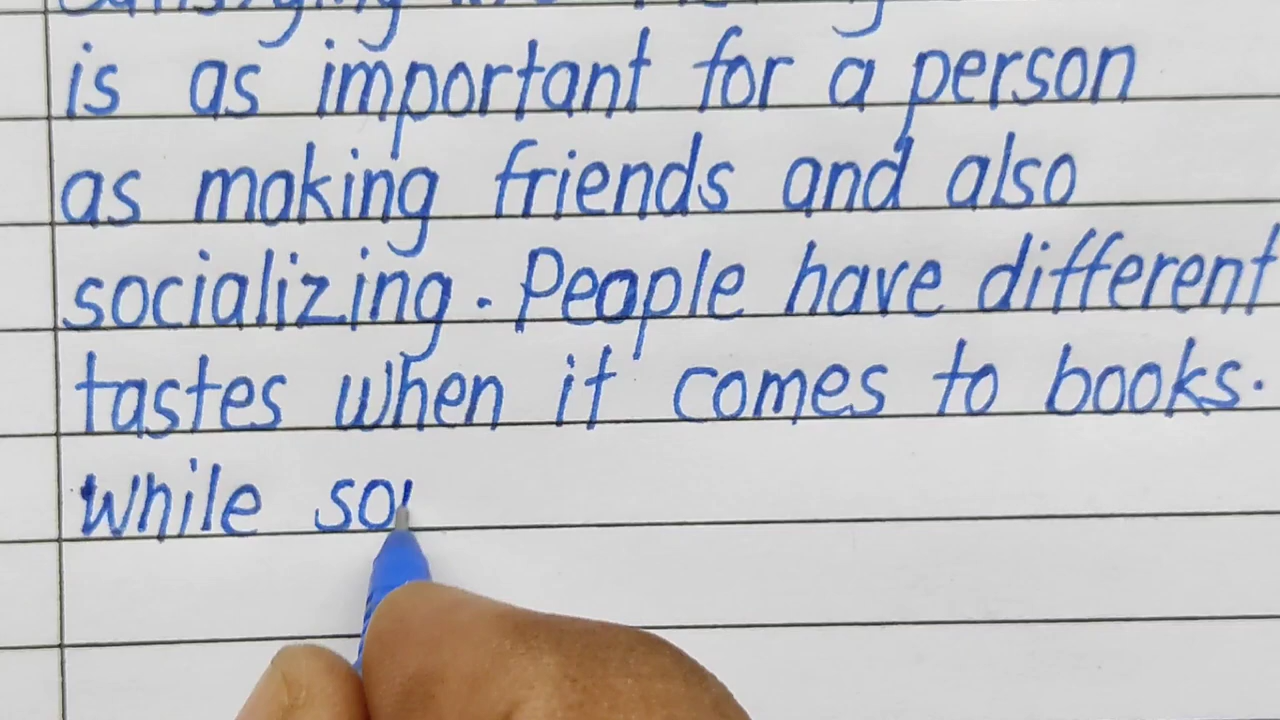 is as important for a person
as making friends and also
socializing. People have different
tastes when it comes to books.
while so